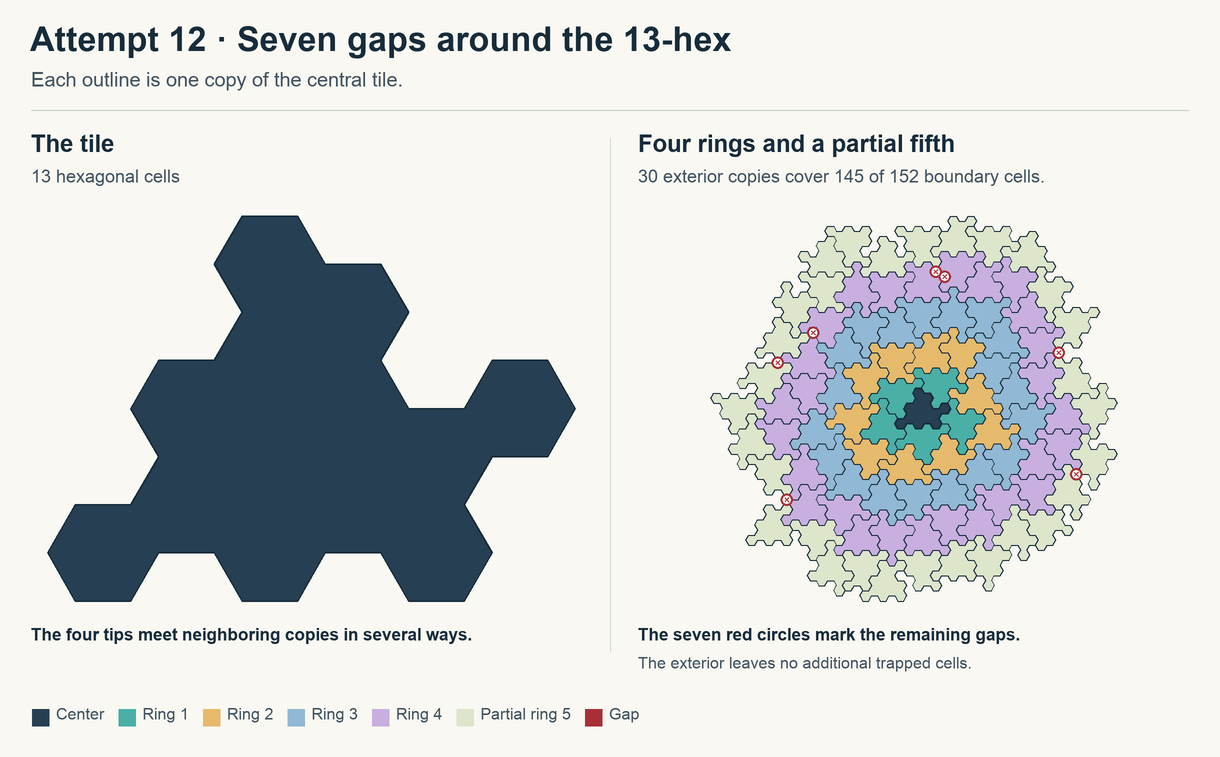 Attempt 12 · Seven gaps around the 13-hex
Each outline is one copy of the central tile.
The tile
13 hexagonal cells
The four tips meet neighboring copies in several ways.
Four rings and a partial fifth
30 exterior copies cover 145 of 152 boundary cells.
The seven red circles mark the remaining gaps.
The exterior leaves no additional trapped cells.
Center Ring 1 Ring 2 Ring 3 Ring 4 Partial ring 5 Gap